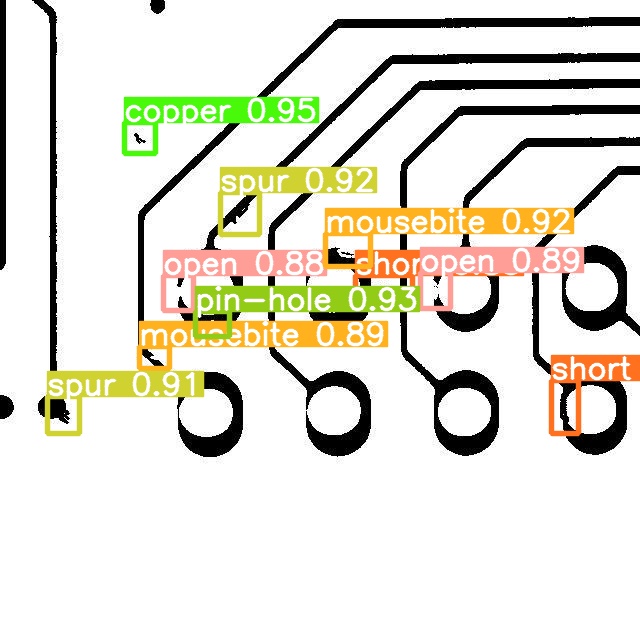 copper 0.95
spur 0.92
mousebite 0.92
open 0.88
open 0.89
pin-hole 0.93
mousebite 0.89
spur 0.91
short